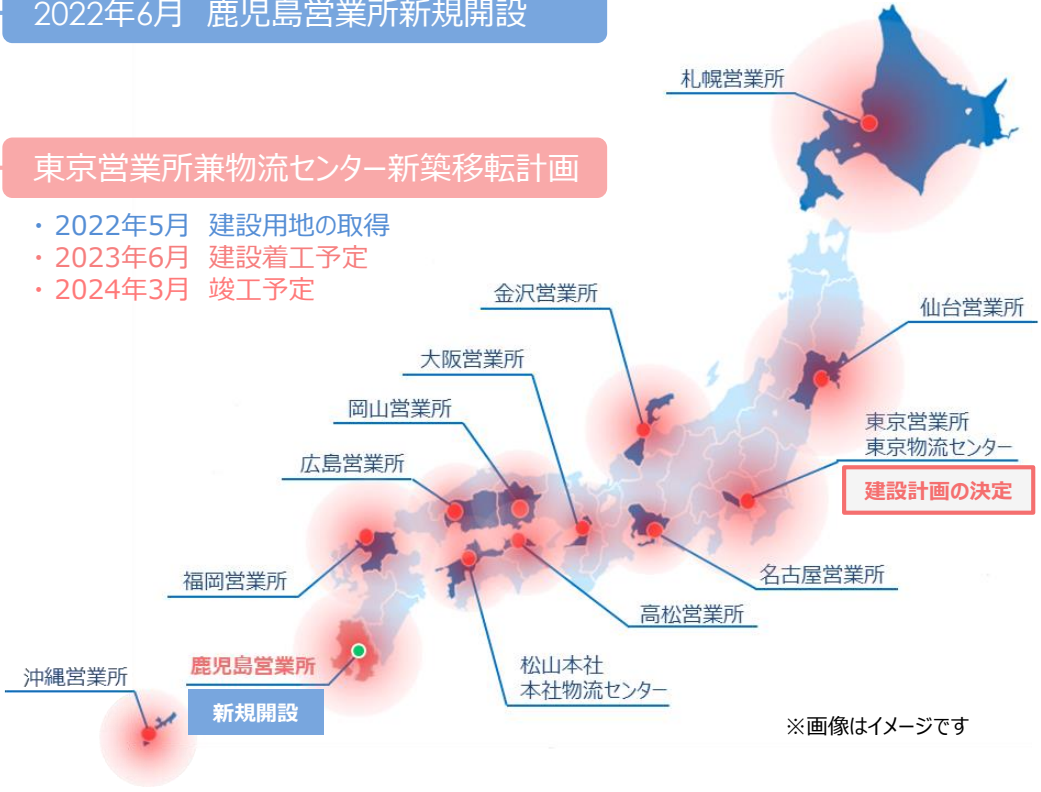 2022年6月 鹿児島営業所新規開設
札幌営業所
東京営業所兼物流センター新築移転計画
・2022年5月 建設用地の取得
・2023年6月 建設着工予定
・2024年3月 竣工予定
金沢営業所
仙台営業所
大阪営業所
岡山営業所
東京営業所
東京物流センター
広島営業所
建設計画の決定
福岡営業所
名古屋営業所
高松営業所
鹿児島営業所
松山本社
本社物流センター
沖縄営業所
新規開設
※画像はイメージです